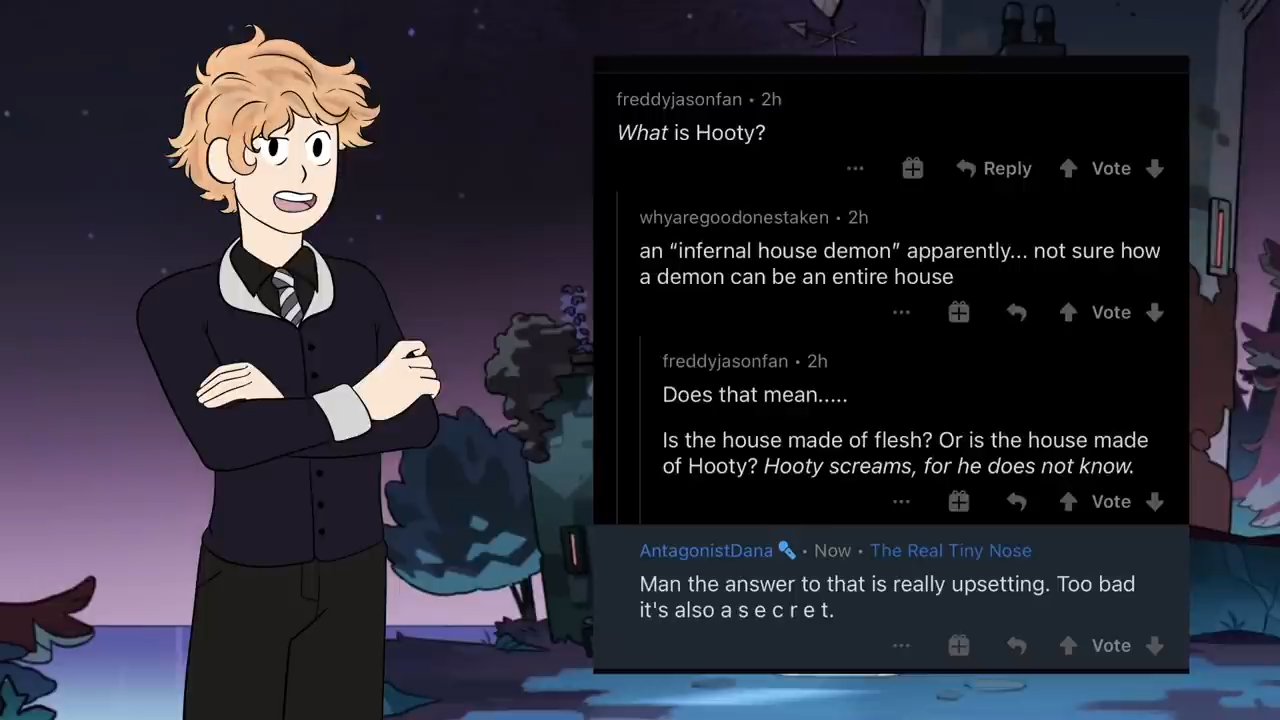 freddyjasonfan • 2h
What is Hooty?
Reply Vote
whyaregoodonestaken • 2h
an “infernal house demon” apparently... not sure how
a demon can be an entire house
Vote
freddyjasonfan • 2h
Does that mean.....
Is the house made of flesh? Or is the house made
of Hooty? Hooty screams, for he does not know.
Vote
AntagonistDana • Now • The Real Tiny Nose
Man the answer to that is really upsetting. Too bad
it's also a s e c r e t.
Vote